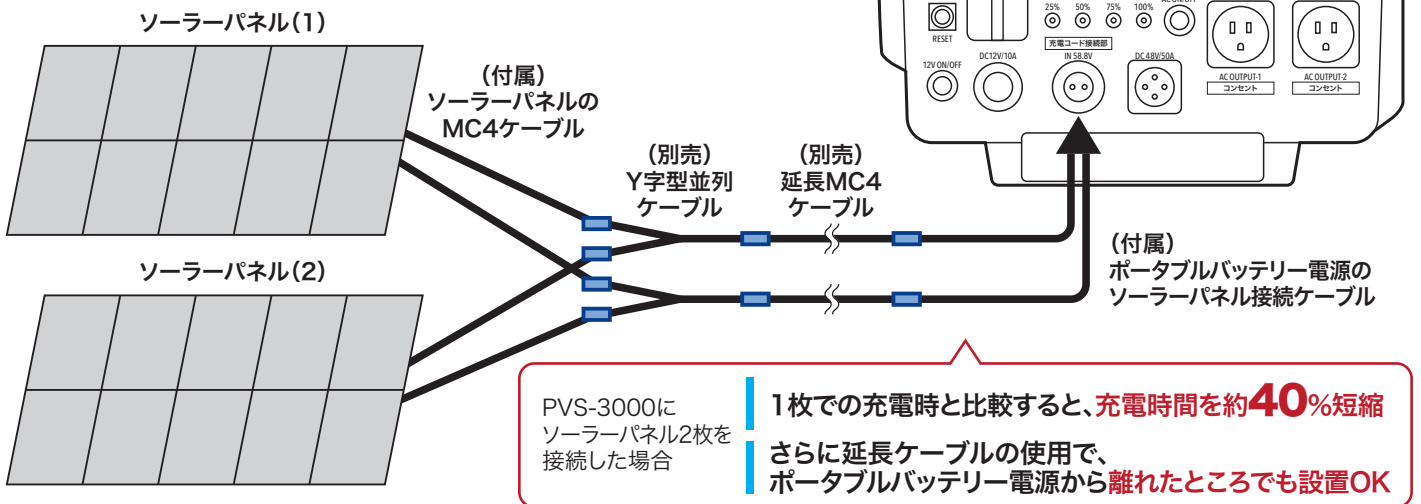 ソーラーパネル(1)
(付属)
ソーラーパネルの
MC4ケーブル
(別売)
Y字型並列
ケーブル
(別売)
延長MC4
ケーブル
RESET
25% 50% 75% 100%
AC ON/OFF
充電コード接続部
12V ON/OFF
DC12V/10A
IN 58.8V
DC 48V/50A
AC OUTPUT-1
コンセント
AC OUTPUT-2
コンセント
ソーラーパネル(2)
(付属)
ポータブルバッテリー電源の
ソーラーパネル接続ケーブル
PVS-3000に
ソーラーパネル2枚を
接続した場合
1枚での充電時と比較すると、充電時間を約40%短縮
さらに延長ケーブルの使用で、
ポータブルバッテリー電源から離れたところでも設置OK